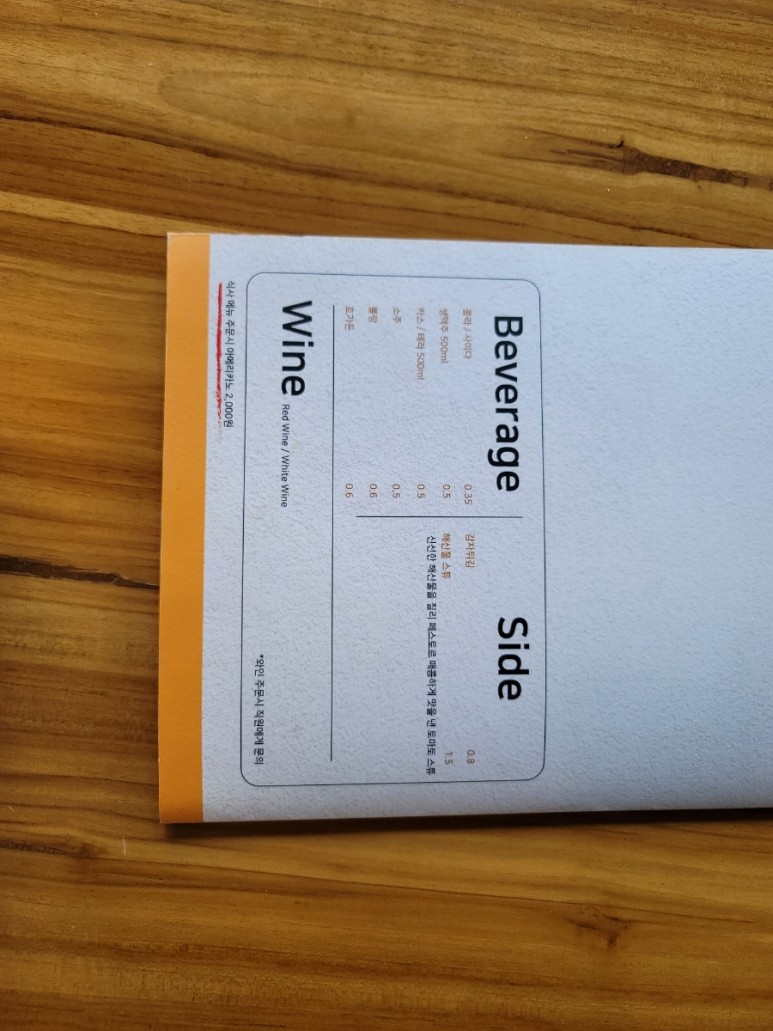 Beverage
콜라 / 사이다 0.35
생맥주 500ml 0.5
카스 / 테라 500ml 0.5
소주 0.5
블랑 0.6
호가든 0.6
Side
감자튀김 0.8
해산물 스튜 1.5
신선한 해산물을 칠리 페스토로 매콤하게 맛을 낸 토마토 스튜
Wine Red Wine / White Wine
*와인 주문시 직원에게 문의
식사 메뉴 주문시 아메리카노 2,000원